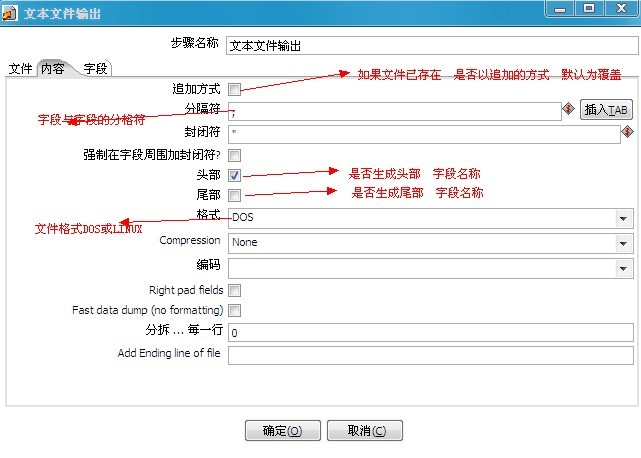 文本文件输出
步骤名称 文本文件输出
文件 内容 字段
追加方式 如果文件已存在 是否以追加的方式 默认为覆盖
分隔符 ; 插入TAB
字段与字段的分格符
封闭符 "
强制在字段周围加封闭符?
头部 是否生成头部 字段名称
尾部 是否生成尾部 字段名称
格式 DOS
文件格式DOS或LINUX
Compression None
编码
Right pad fields
Fast data dump (no formatting)
分拆 ... 每一行 0
Add Ending line of file
确定(O) 取消(C)